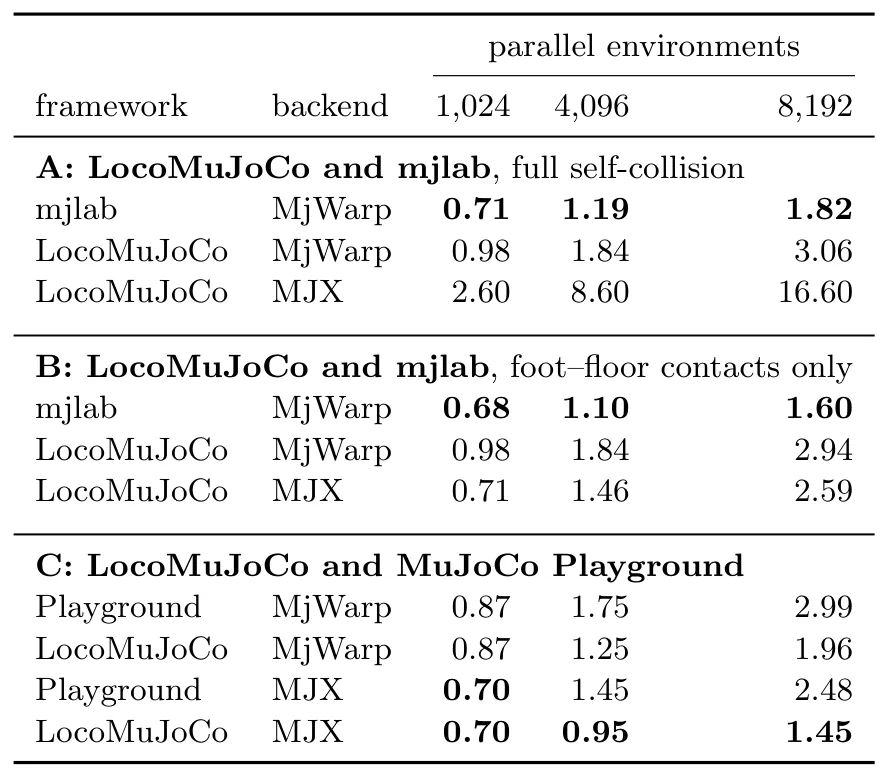 parallel environments
framework backend 1,024 4,096 8,192
A: LocoMuJoCo and mjlab, full self-collision
mjlab MjWarp 0.71 1.19 1.82
LocoMuJoCo MjWarp 0.98 1.84 3.06
LocoMuJoCo MJX 2.60 8.60 16.60
B: LocoMuJoCo and mjlab, foot–floor contacts only
mjlab MjWarp 0.68 1.10 1.60
LocoMuJoCo MjWarp 0.98 1.84 2.94
LocoMuJoCo MJX 0.71 1.46 2.59
C: LocoMuJoCo and MuJoCo Playground
Playground MjWarp 0.87 1.75 2.99
LocoMuJoCo MjWarp 0.87 1.25 1.96
Playground MJX 0.70 1.45 2.48
LocoMuJoCo MJX 0.70 0.95 1.45